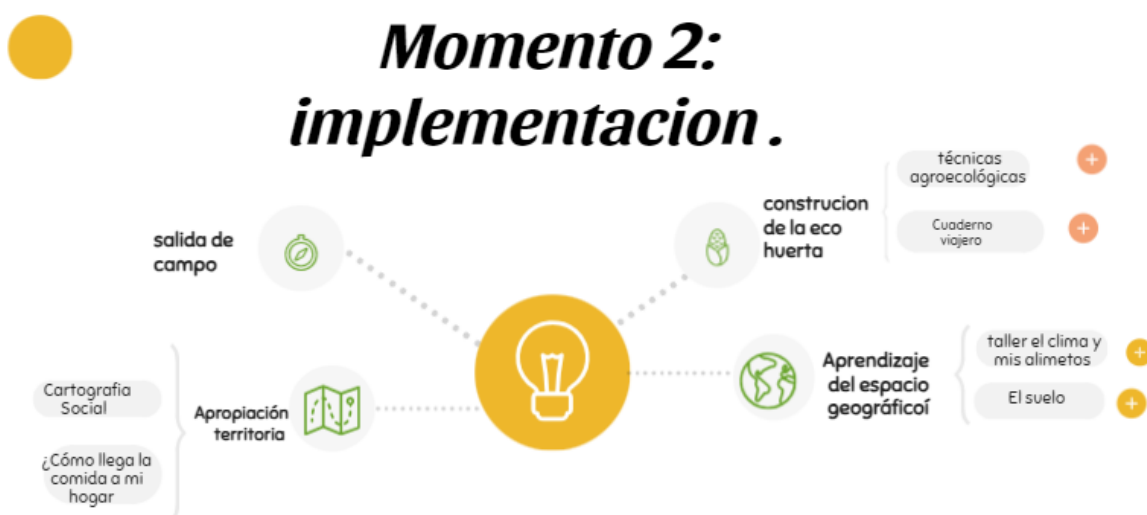 Momento 2:
implementacion .
salida de
campo
construcion
de la eco
huerta
técnicas
agroecológicas
Cuaderno
viajero
Cartografia
Social
¿Cómo llega la
comida a mi
hogar
Apropiación
territoria
Aprendizaje
del espacio
geográficoí
taller el clima y
mis alimetos
El suelo